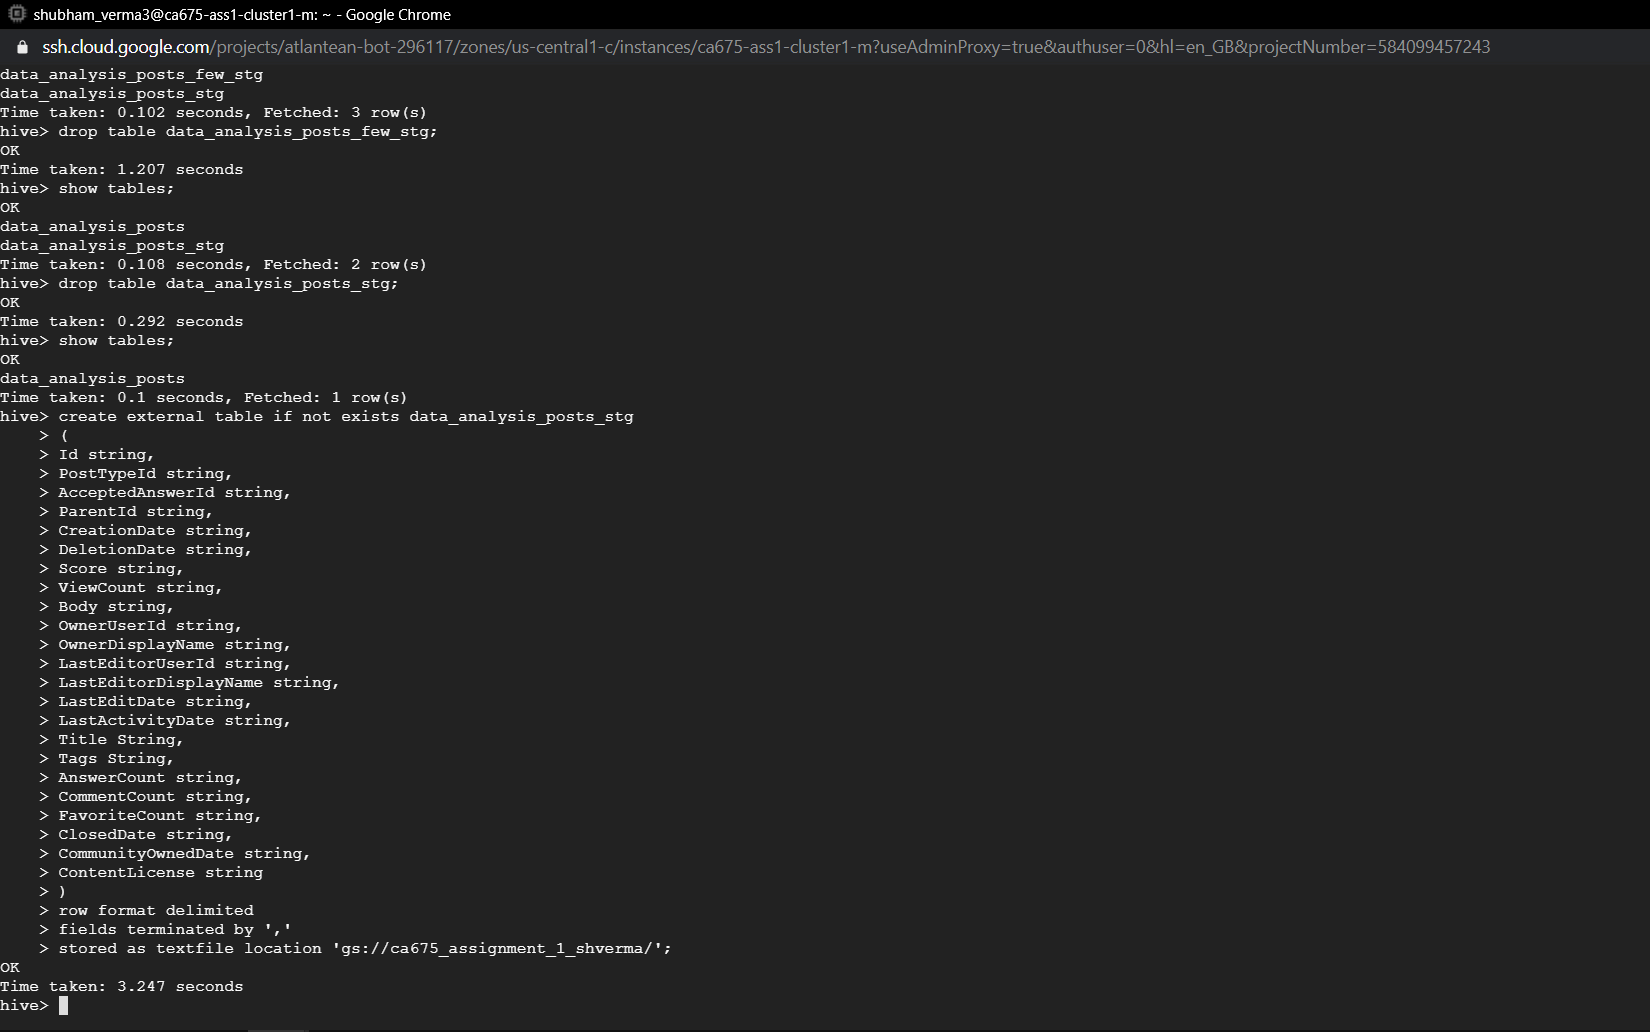 shubham_verma3@ca675-ass1-cluster1-m: ~ - Google Chrome
ssh.cloud.google.com/projects/atlantean-bot-296117/zones/us-central1-c/instances/ca675-ass1-cluster1-m?useAdminProxy=true&authuser=0&hl=en_GB&projectNumber=584099457243
data_analysis_posts_few_stg
data_analysis_posts_stg
Time taken: 0.102 seconds, Fetched: 3 row(s)
hive> drop table data_analysis_posts_few_stg;
OK
Time taken: 1.207 seconds
hive> show tables;
OK
data_analysis_posts
data_analysis_posts_stg
Time taken: 0.108 seconds, Fetched: 2 row(s)
hive> drop table data_analysis_posts_stg;
OK
Time taken: 0.292 seconds
hive> show tables;
OK
data_analysis_posts
Time taken: 0.1 seconds, Fetched: 1 row(s)
hive> create external table if not exists data_analysis_posts_stg
    > (
    > Id string,
    > PostTypeId string,
    > AcceptedAnswerId string,
    > ParentId string,
    > CreationDate string,
    > DeletionDate string,
    > Score string,
    > ViewCount string,
    > Body string,
    > OwnerUserId string,
    > OwnerDisplayName string,
    > LastEditorUserId string,
    > LastEditorDisplayName string,
    > LastEditDate string,
    > LastActivityDate string,
    > Title String,
    > Tags String,
    > AnswerCount string,
    > CommentCount string,
    > FavoriteCount string,
    > ClosedDate string,
    > CommunityOwnedDate string,
    > ContentLicense string
    > )
    > row format delimited
    > fields terminated by ','
    > stored as textfile location 'gs://ca675_assignment_1_shverma/';
OK
Time taken: 3.247 seconds
hive>